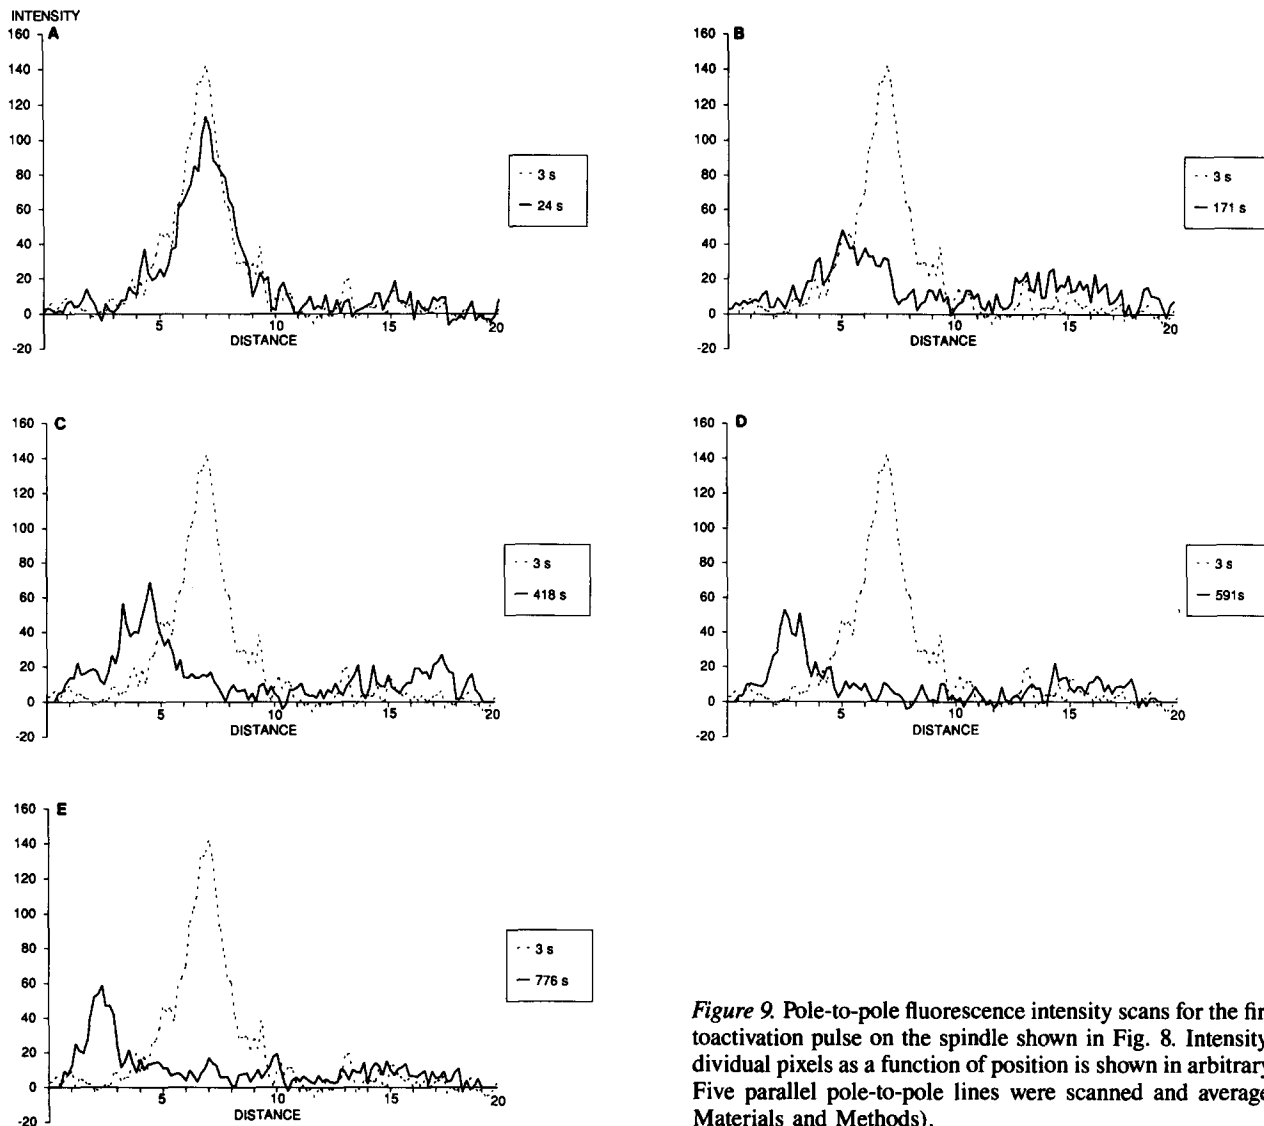 INTENSITY
A
160
140
120
100
80
60
40
20
0
-20
5
10
15
20
DISTANCE
3 s
24 s
B
160
140
120
100
80
60
40
20
0
-20
5
10
15
20
DISTANCE
3 s
171 s
C
160
140
120
100
80
60
40
20
0
-20
5
10
15
20
DISTANCE
3 s
418 s
D
160
140
120
100
80
60
40
20
0
-20
5
10
15
20
DISTANCE
3 s
591s
E
160
140
120
100
80
60
40
20
0
-20
5
10
15
20
DISTANCE
3 s
776 s
Figure 9. Pole-to-pole fluorescence intensity scans for the fir
toactivation pulse on the spindle shown in Fig. 8. Intensity
dividual pixels as a function of position is shown in arbitrary
Five parallel pole-to-pole lines were scanned and average
Materials and Methods).